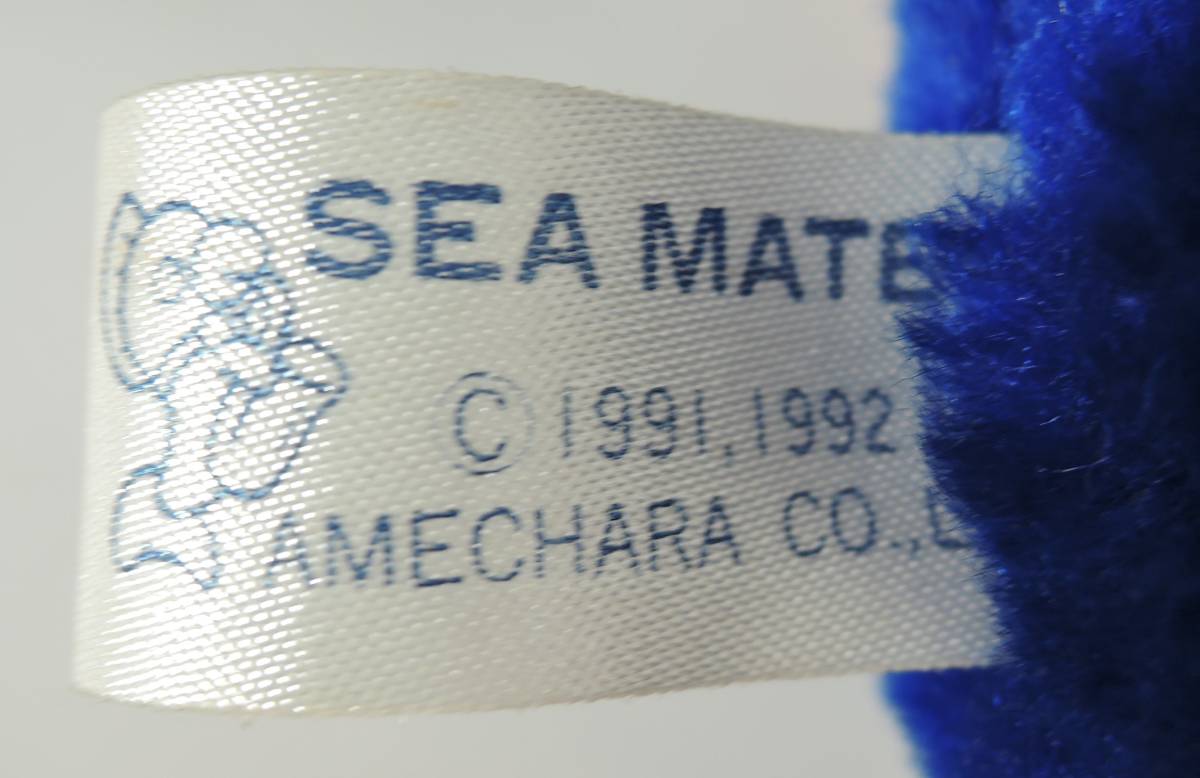 SEA MATE
© 1991,1992
AMECHARA CO.,L